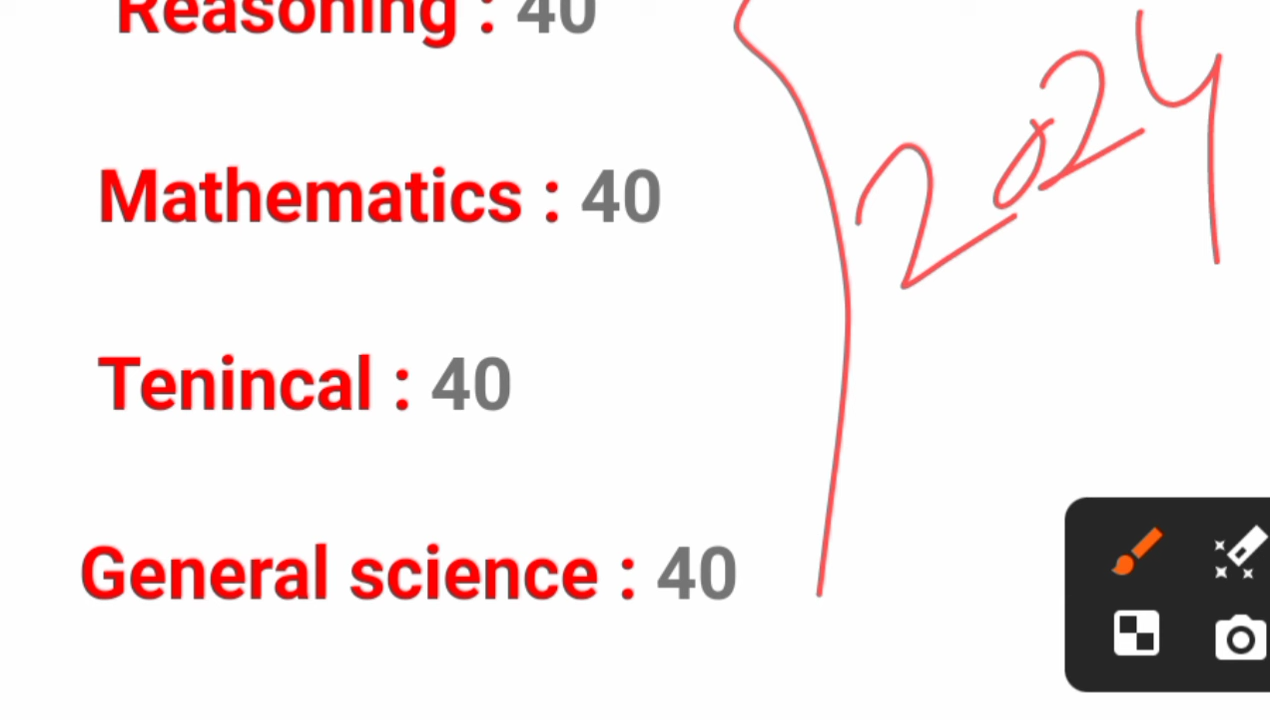 Reasoning : 40
Mathematics : 40
2024
Tenincal : 40
General science : 40